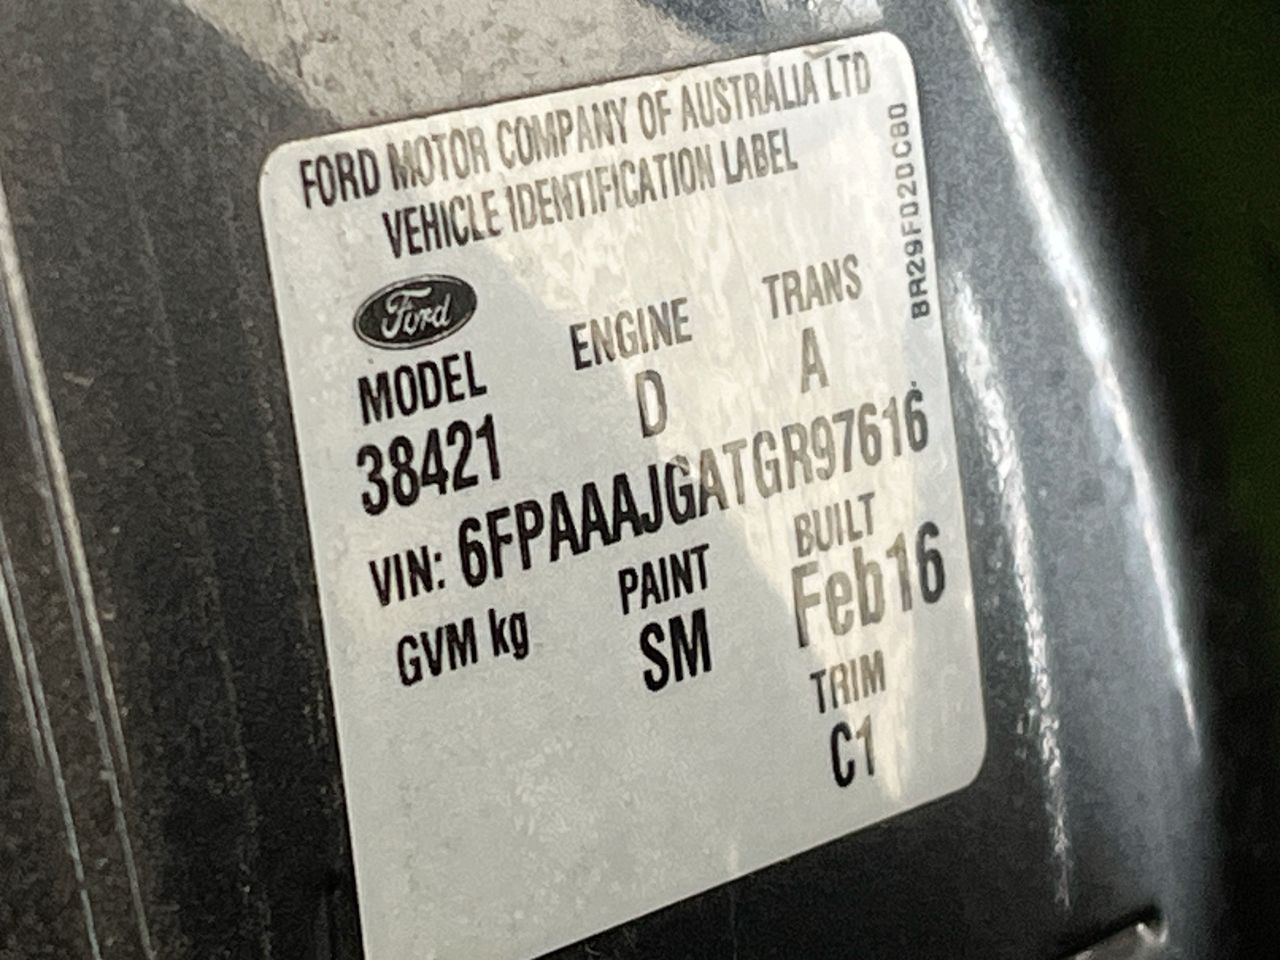 FORD MOTOR COMPANY OF AUSTRALIA LTD
VEHICLE IDENTIFICATION LABEL
BR29F02DCB0
Ford
ENGINE TRANS
MODEL D A
38421
VIN: 6FPAAAJGATGR97616
GVM kg PAINT BUILT
SM Feb16
TRIM
C1